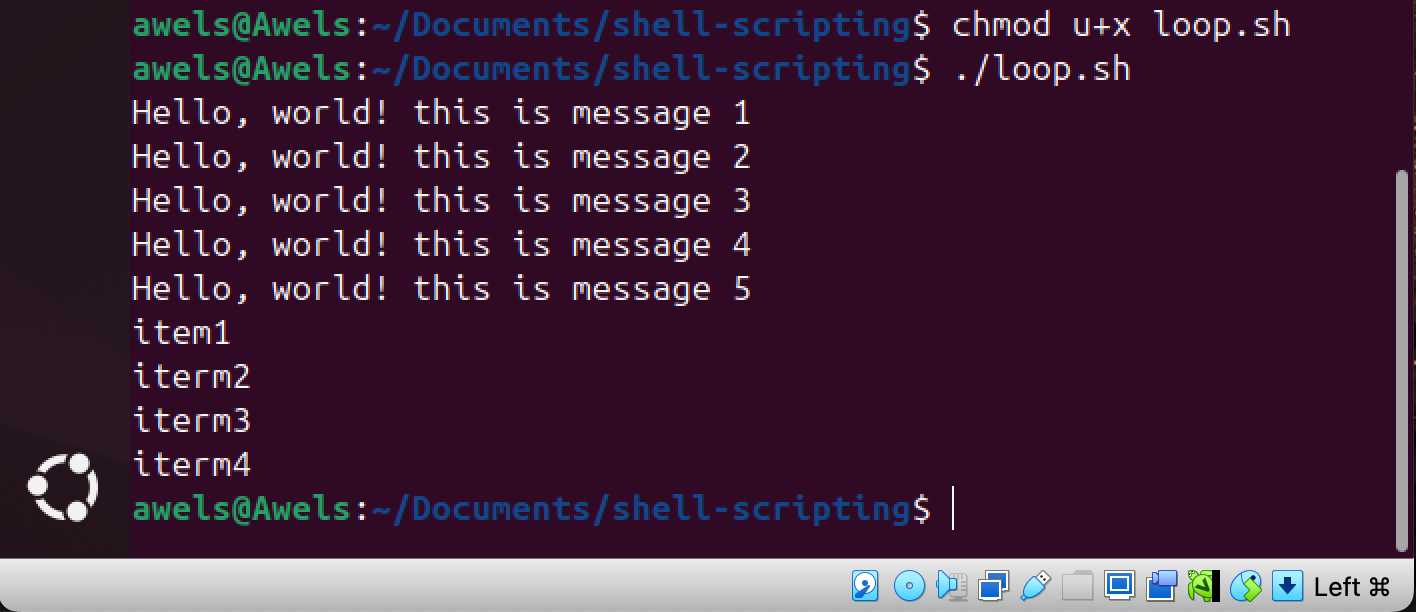 awels@Awels:~/Documents/shell-scripting$ chmod u+x loop.sh
awels@Awels:~/Documents/shell-scripting$ ./loop.sh
Hello, world! this is message 1
Hello, world! this is message 2
Hello, world! this is message 3
Hello, world! this is message 4
Hello, world! this is message 5
item1
iterm2
iterm3
iterm4
awels@Awels:~/Documents/shell-scripting$
Left ⌘